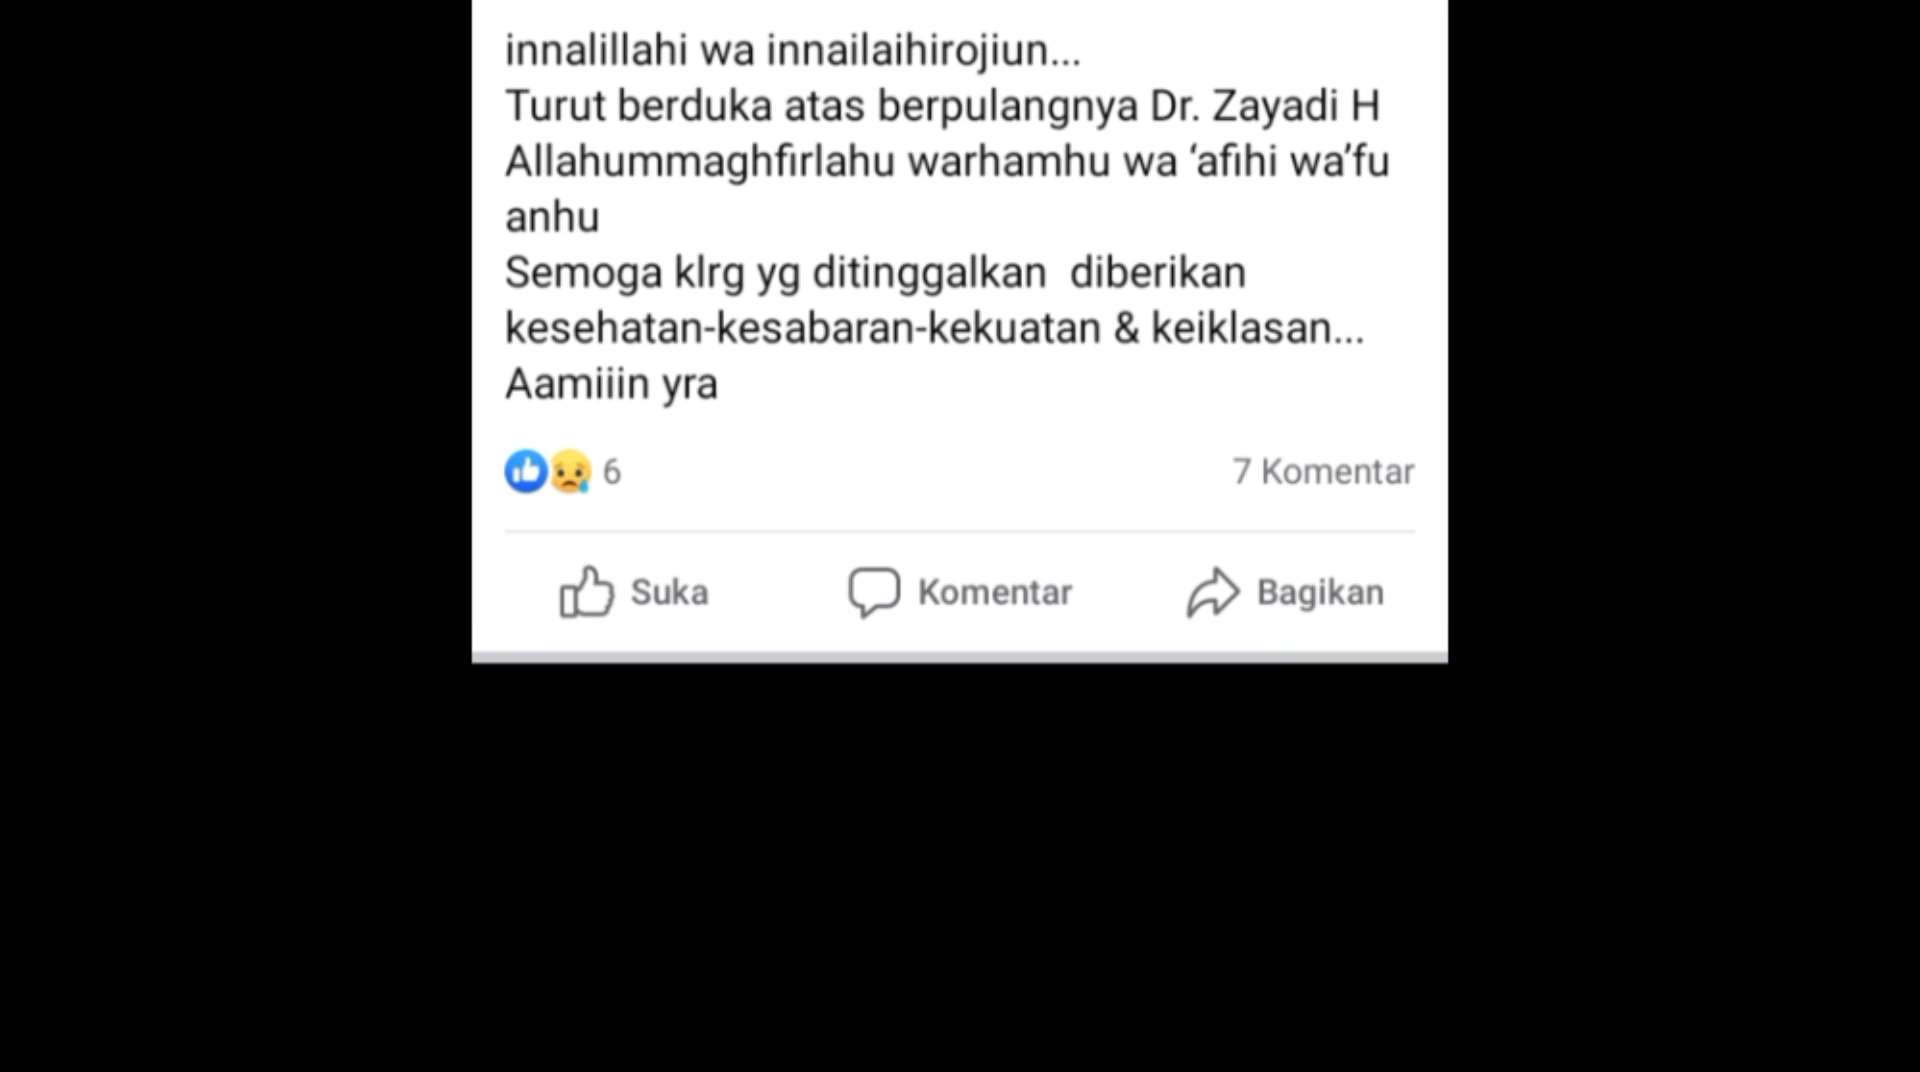 innalillahi wa innailaihirojiun...
Turut berduka atas berpulangnya Dr. Zayadi H
Allahummaghfirlahu warhamhu wa ‘afihi wa’fu
anhu
Semoga klrg yg ditinggalkan  diberikan
kesehatan-kesabaran-kekuatan & keiklasan...
Aamiiin yra
6 7 Komentar
Suka Komentar Bagikan